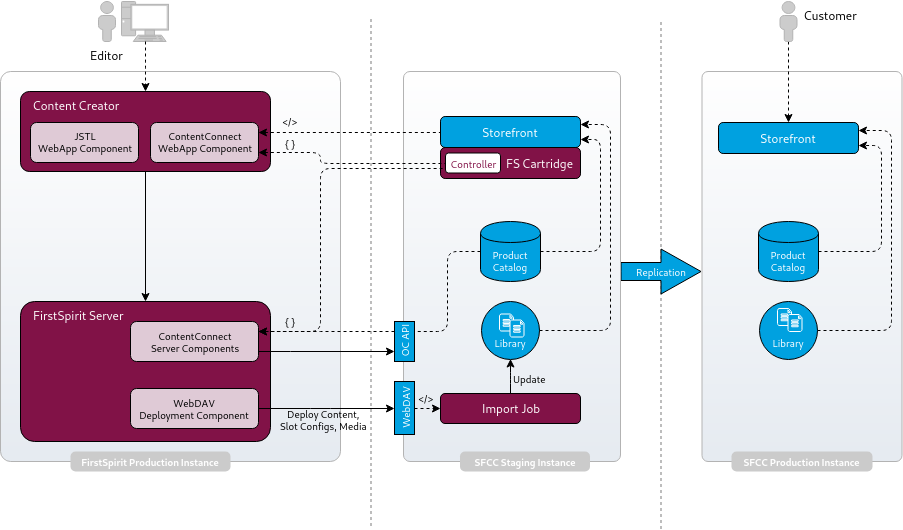 Editor
Customer
Content Creator
JSTL
WebApp Component
ContentConnect
WebApp Component
</>
{ }
Storefront
Controller
FS Cartridge
Storefront
Product
Catalog
Product
Catalog
Replication
FirstSpirit Server
ContentConnect
Server Components
{ }
OC API
Library
Library
Update
WebDAV
Deployment Component
Deploy Content,
Slot Configs, Media
WebDAV
</>
Import Job
FirstSpirit Production Instance
SFCC Staging Instance
SFCC Production Instance